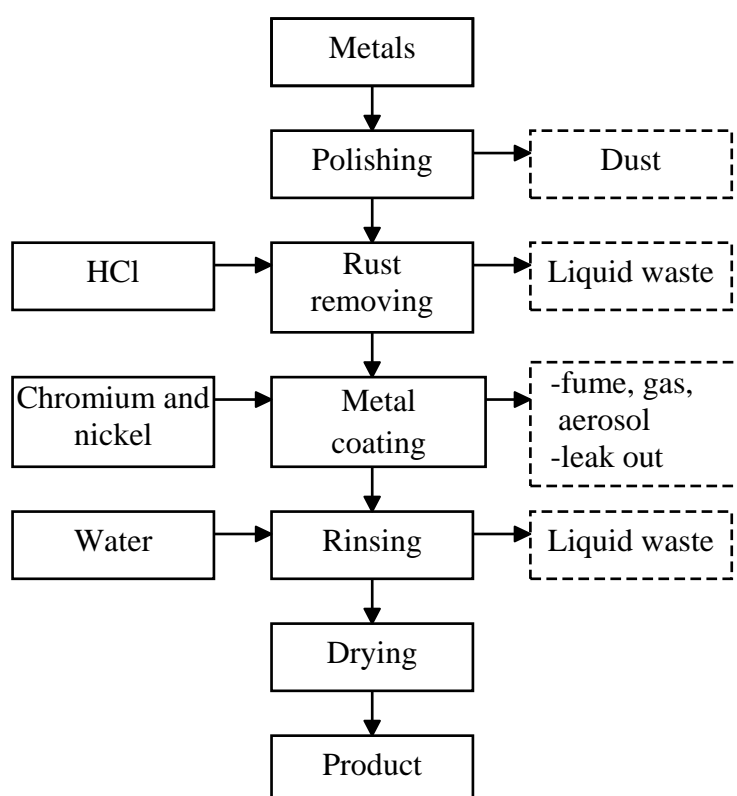 Metals
Polishing
Dust
HCl
Rust
removing
Liquid waste
Chromium and
nickel
Metal
coating
-fume, gas,
aerosol
-leak out
Water
Rinsing
Liquid waste
Drying
Product